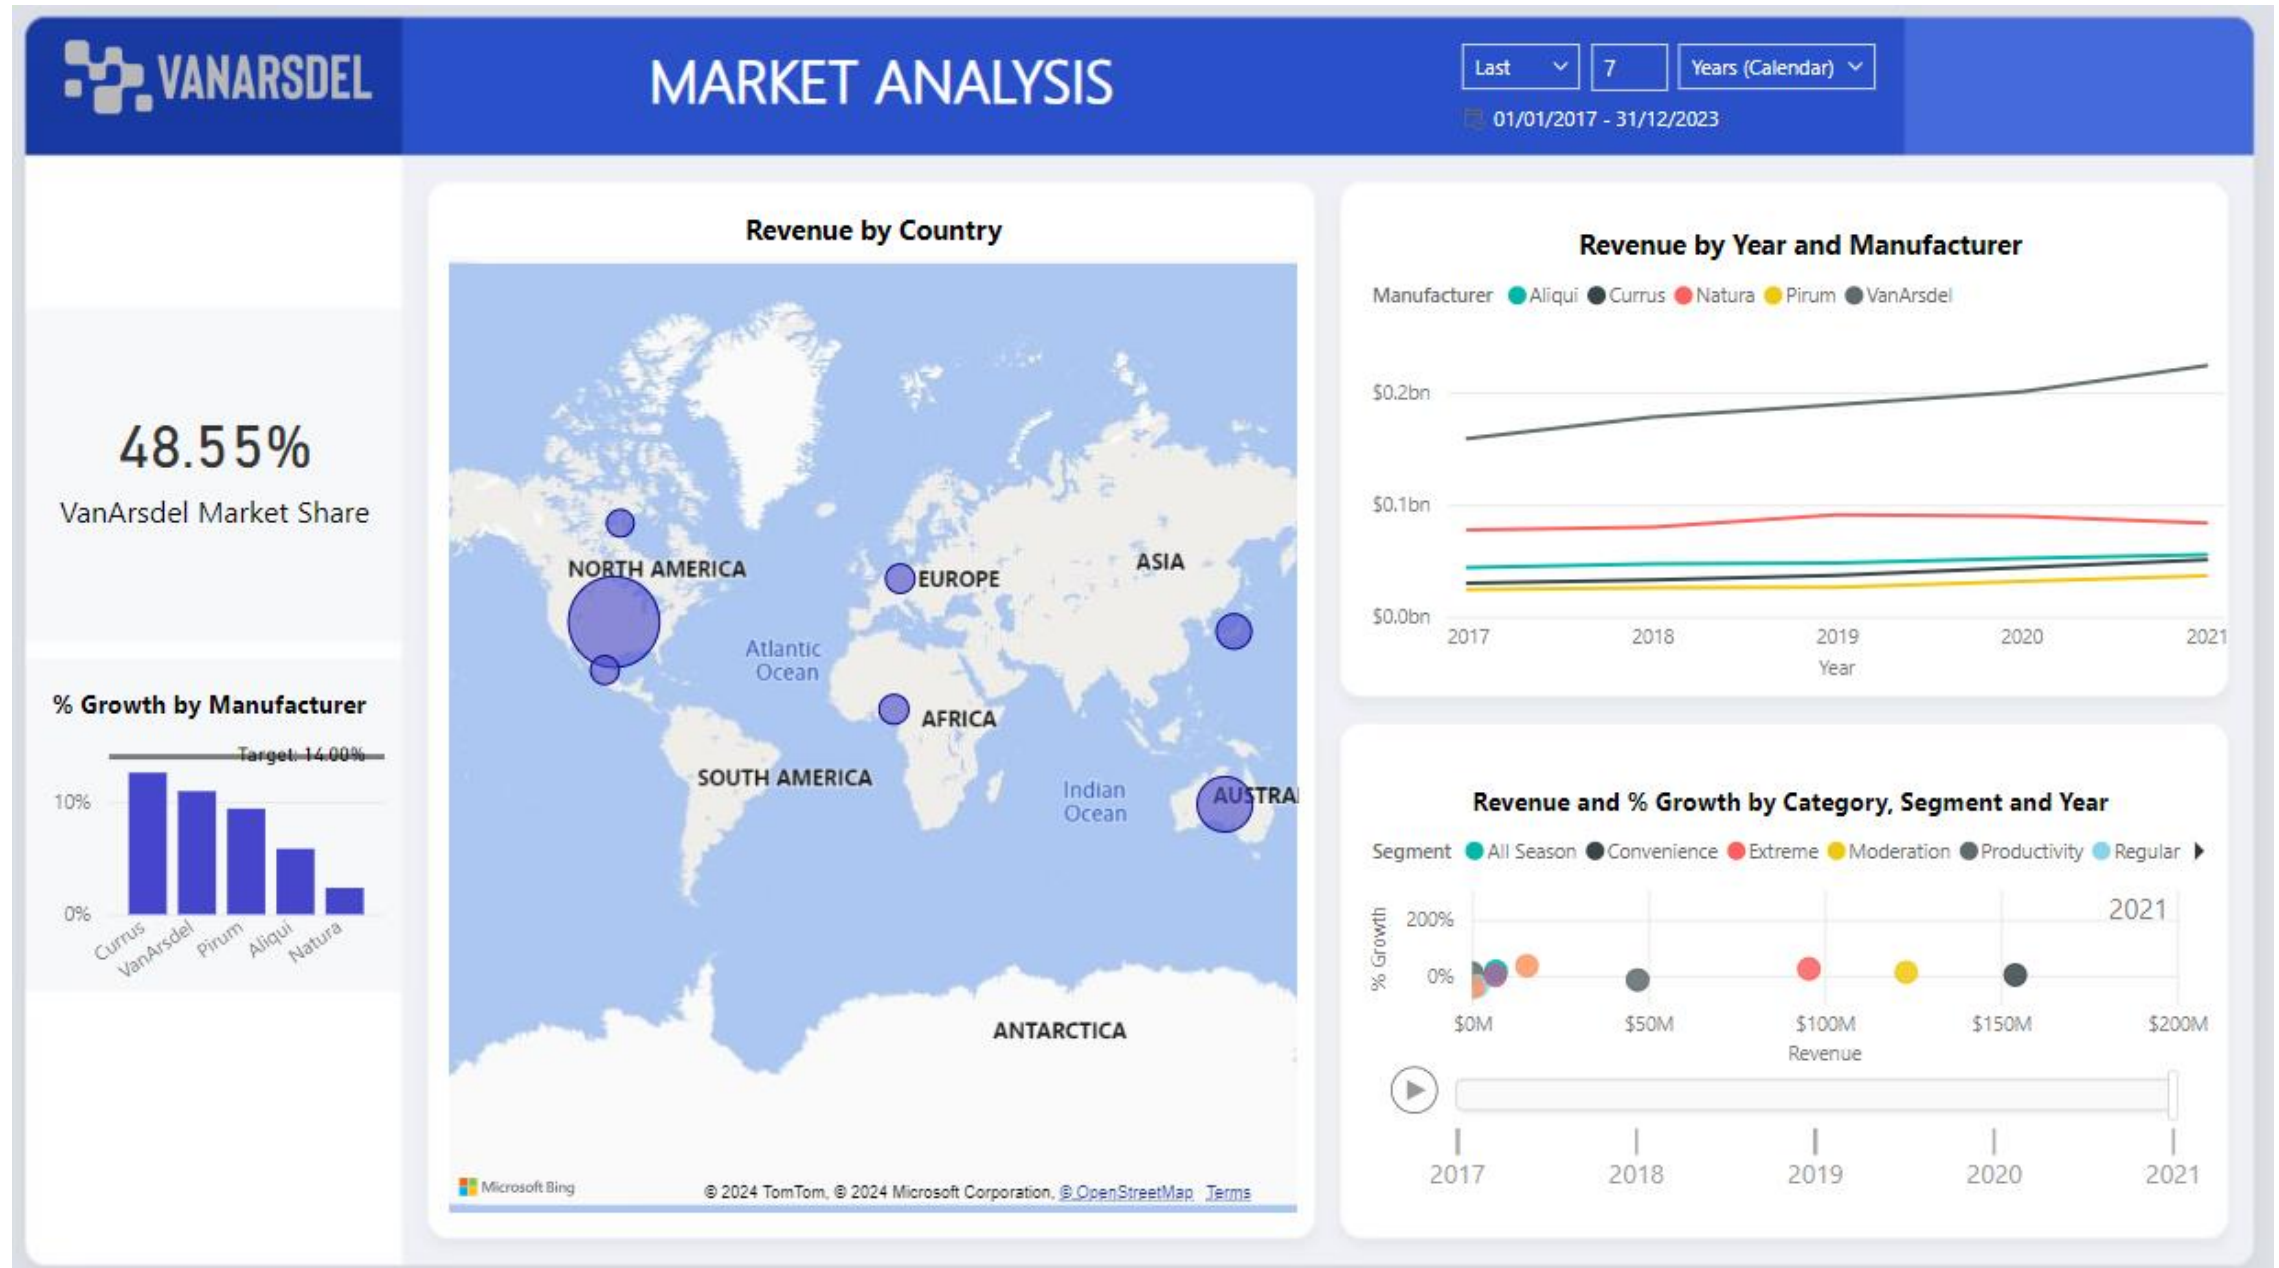 VANARSDEL
MARKET ANALYSIS
Last 7 Years (Calendar)
01/01/2017 - 31/12/2023
48.55%
VanArsdel Market Share
% Growth by Manufacturer
Target: 14.00%
10%
0%
Currus VanArsdel Pirum Aliqui Natura
Revenue by Country
NORTH AMERICA
EUROPE
ASIA
Atlantic
Ocean
AFRICA
SOUTH AMERICA
Indian
Ocean
AUSTRA
ANTARCTICA
Microsoft Bing
© 2024 TomTom, © 2024 Microsoft Corporation, © OpenStreetMap Terms
Revenue by Year and Manufacturer
Manufacturer Aliqui Currus Natura Pirum VanArsdel
$0.2bn
$0.1bn
$0.0bn
2017 2018 2019 2020 2021
Year
Revenue and % Growth by Category, Segment and Year
Segment All Season Convenience Extreme Moderation Productivity Regular
2021
% Growth
200%
0%
$0M $50M $100M $150M $200M
Revenue
2017 2018 2019 2020 2021